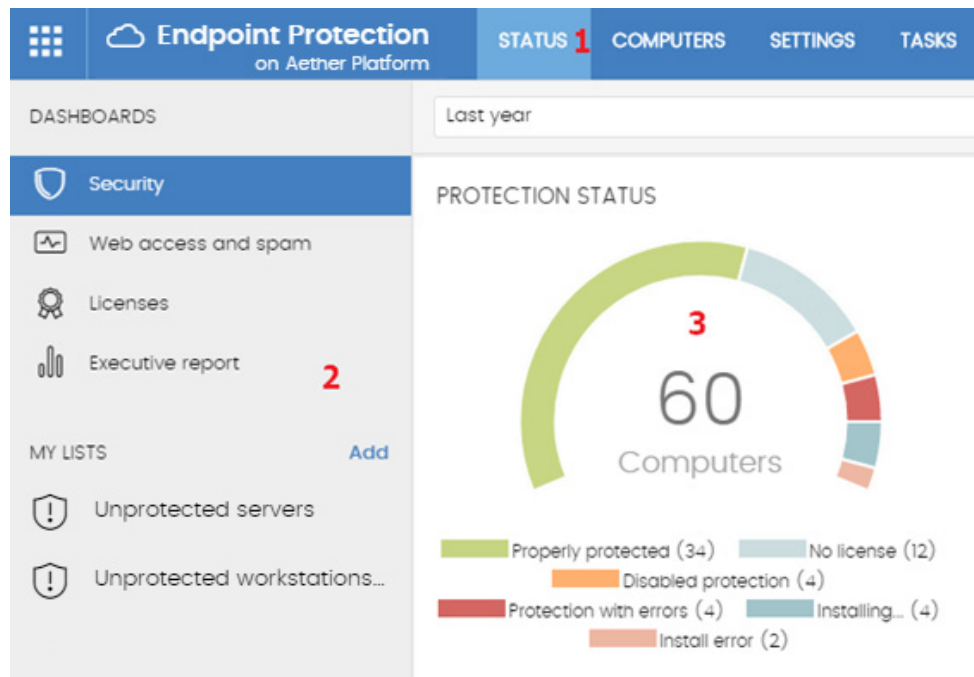 Endpoint Protection
on Aether Platform
STATUS 1 COMPUTERS SETTINGS TASKS
DASHBOARDS
Security
Web access and spam
Licenses
Executive report
2
MY LISTS Add
Unprotected servers
Unprotected workstations...
Last year
PROTECTION STATUS
3
60
Computers
Properly protected (34) No license (12)
Disabled protection (4)
Protection with errors (4) Installing... (4)
Install error (2)